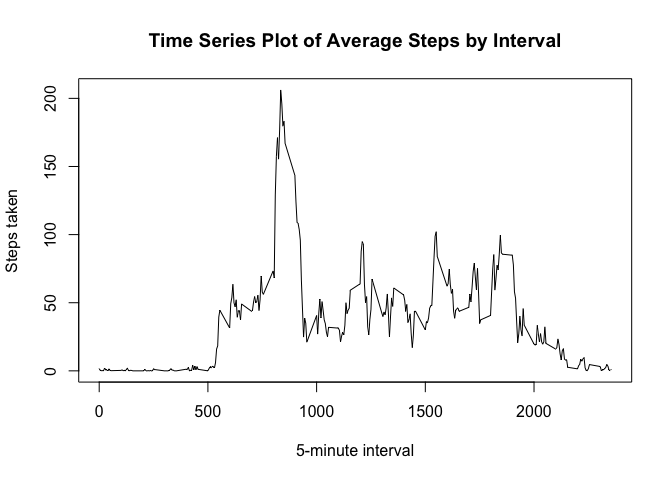 Time Series Plot of Average Steps by Interval
200
150
100
50
0
Steps taken
0 500 1000 1500 2000
5-minute interval